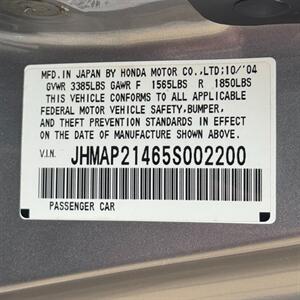 MFD.IN JAPAN BY HONDA MOTOR CO.,LTD;10/'04
GVWR 3385LBS GAWR F 1565LBS R 1850LBS
THIS VEHICLE CONFORMS TO ALL APPLICABLE
FEDERAL MOTOR VEHICLE SAFETY,BUMPER,
AND THEFT PREVENTION STANDARDS IN EFFECT
ON THE DATE OF MANUFACTURE SHOWN ABOVE.
V.I.N. JHMAP21465S002200
PASSENGER CAR